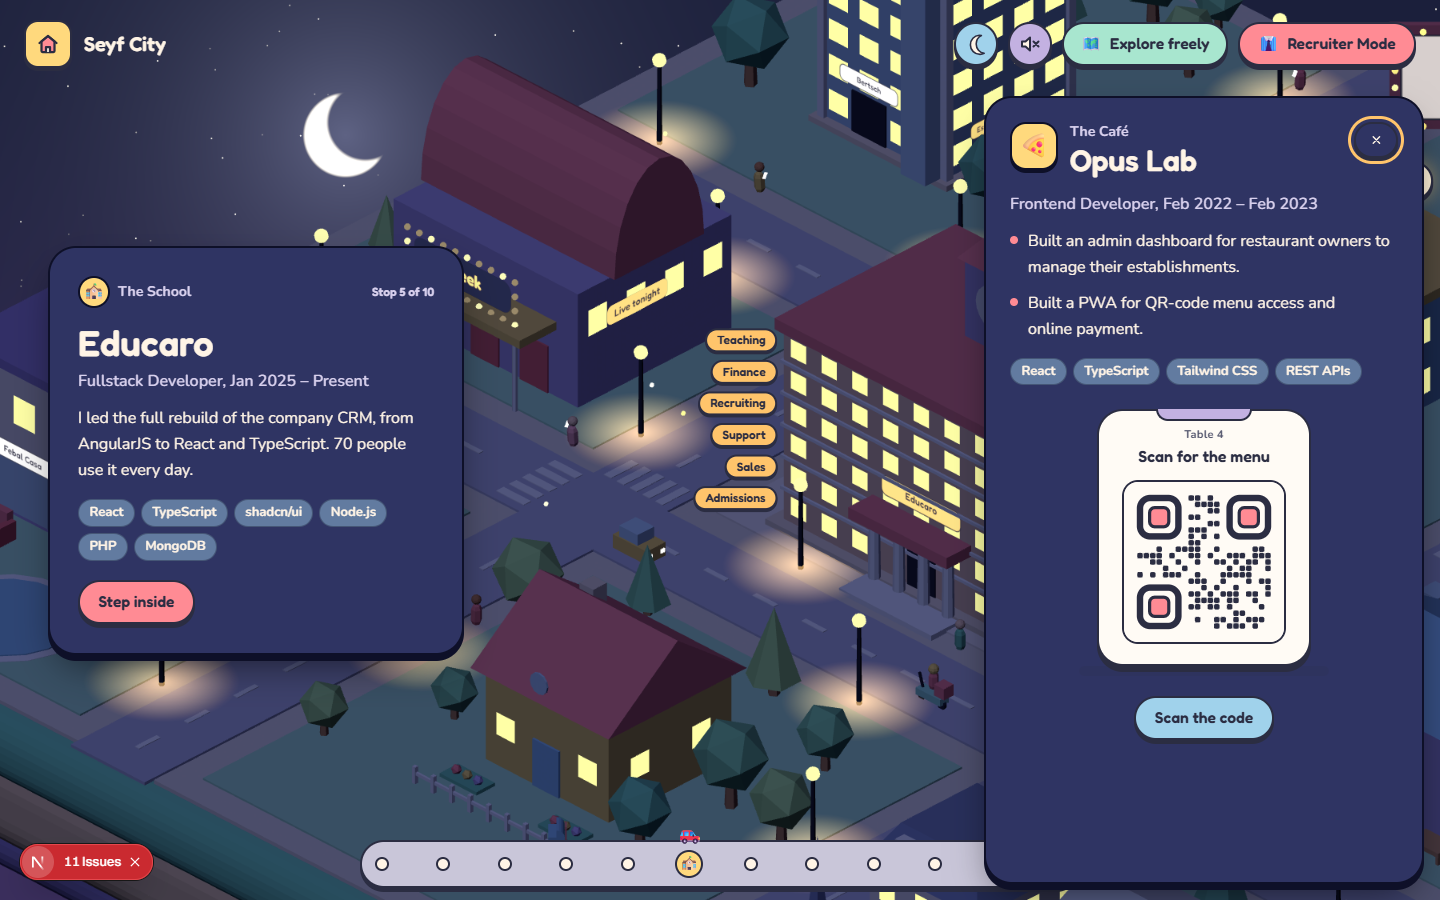 Seyf City
Explore freely
Recruiter Mode
Bertsch
The Café
Opus Lab
Frontend Developer, Feb 2022 – Feb 2023
Built an admin dashboard for restaurant owners to
manage their establishments.
Built a PWA for QR-code menu access and
online payment.
React
TypeScript
Tailwind CSS
REST APIs
Table 4
Scan for the menu
Scan the code
The School
Stop 5 of 10
Educaro
Fullstack Developer, Jan 2025 – Present
I led the full rebuild of the company CRM, from
AngularJS to React and TypeScript. 70 people
use it every day.
React
TypeScript
shadcn/ui
Node.js
PHP
MongoDB
Step inside
Live tonight
Teaching
Finance
Recruiting
Support
Sales
Admissions
Educaro
Febal Casa
N
11 Issues